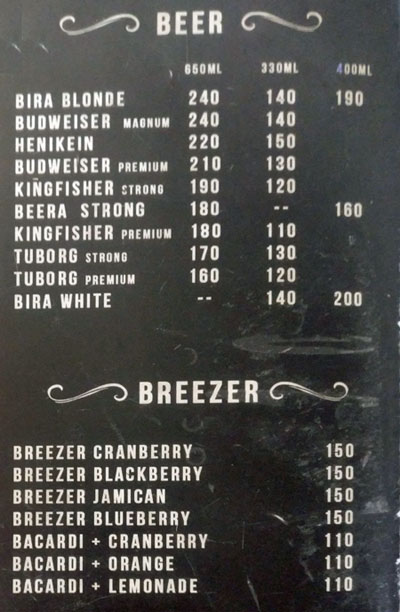 BEER
650ML 330ML 400ML
BIRA BLONDE 240 140 190
BUDWEISER MAGNUM 240 140
HENIKEIN 220 150
BUDWEISER PREMIUM 210 130
KINGFISHER STRONG 190 120
BEERA STRONG 180 -- 160
KINGFISHER PREMIUM 180 110
TUBORG STRONG 170 130
TUBORG PREMIUM 160 120
BIRA WHITE -- 140 200
BREEZER
BREEZER CRANBERRY 150
BREEZER BLACKBERRY 150
BREEZER JAMICAN 150
BREEZER BLUEBERRY 150
BACARDI + CRANBERRY 110
BACARDI + ORANGE 110
BACARDI + LEMONADE 110